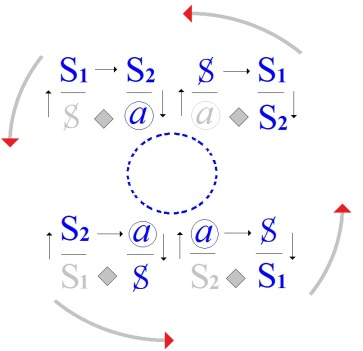 S1 → S2 $ → S1
$ a a S2
S2 → a a → $
S1 $ S2 S1